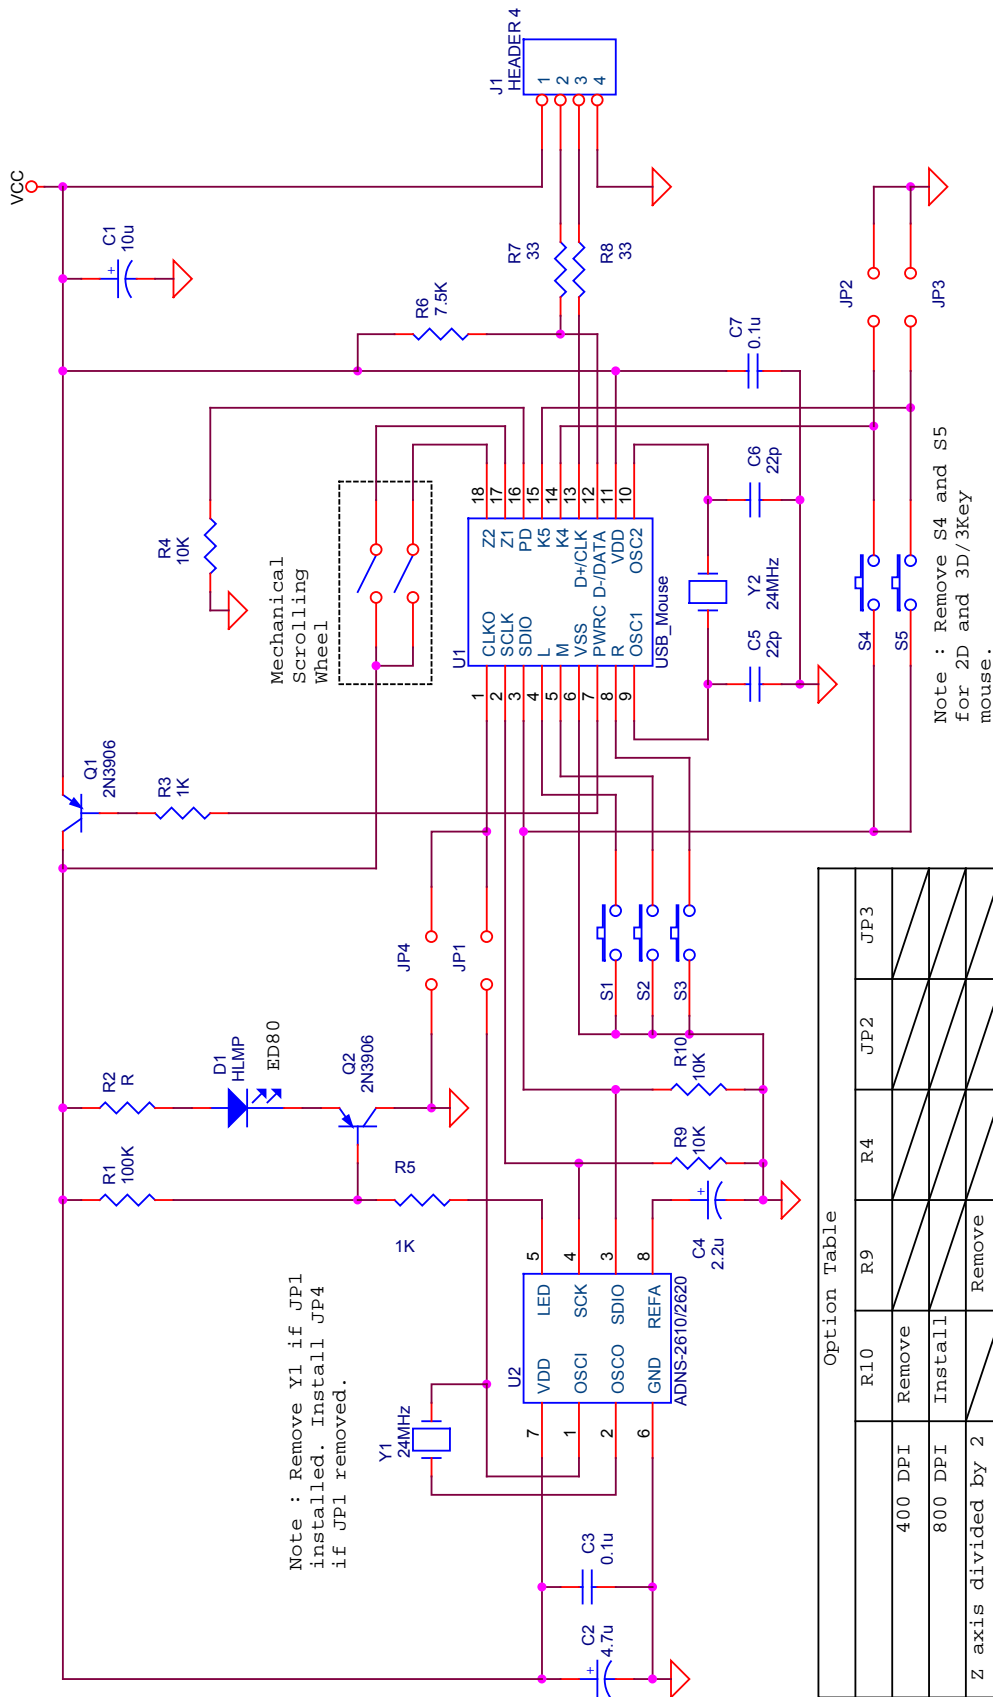 VCC
J1
HEADER 4
1
2
3
4
C1
10u
R7
33
R8
33
R6
7.5K
C7
0.1u
JP2
JP3
R4
10K
Mechanical
Scrolling
Wheel
U1
USB_Mouse
CLKO
SCLK
SDIO
L
M
VSS
PWRC
R
OSC1
Z2
Z1
PD
K5
K4
D+/CLK
D-/DATA
VDD
OSC2
1
2
3
4
5
6
7
8
9
18
17
16
15
14
13
12
11
10
C6
22p
Y2
24MHz
C5
22p
S4
S5
Note : Remove S4 and S5
for 2D and 3D/3Key
mouse.
Q1
2N3906
R3
1K
JP4
JP1
S1
S2
S3
R2
R
D1
HLMP
ED80
Q2
2N3906
R1
100K
R5
1K
R10
10K
R9
10K
C4
2.2u
Note : Remove Y1 if JP1
installed. Install JP4
if JP1 removed.
Y1
24MHz
U2
ADNS-2610/2620
VDD
OSCI
OSCO
GND
LED
SCK
SDIO
REFA
7
1
2
6
5
4
3
8
C3
0.1u
C2
4.7u
Option Table
R10 R9 R4 JP2 JP3
400 DPI Remove
800 DPI Install
Z axis divided by 2 Remove